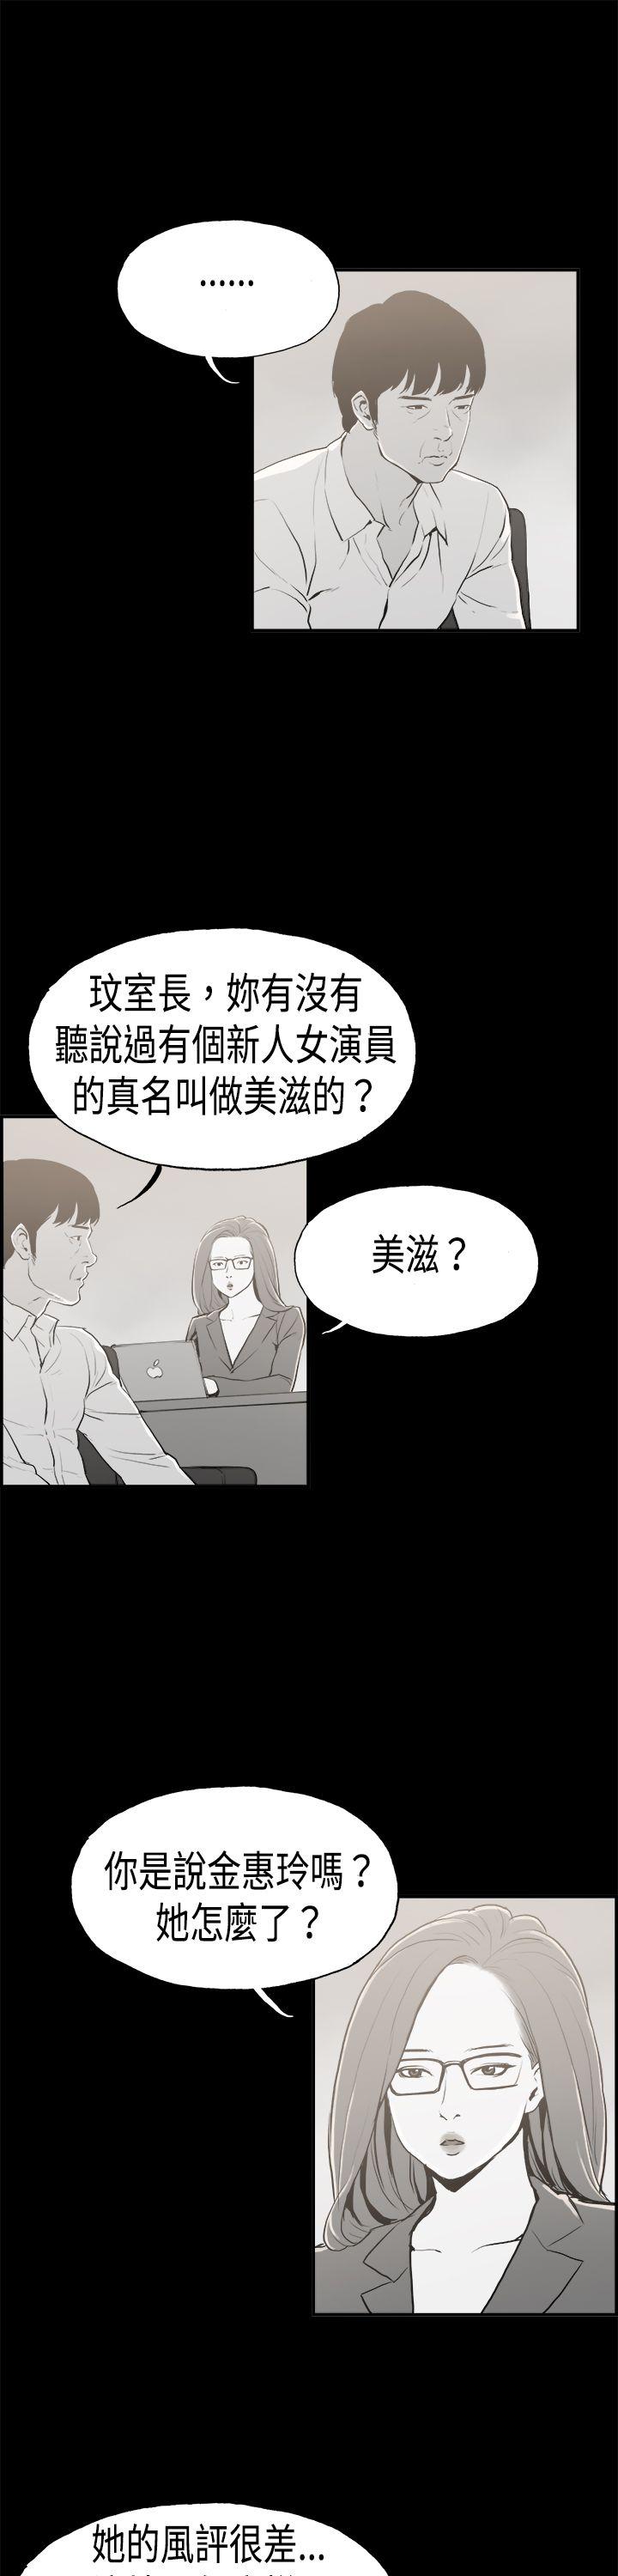 ……
玟室長，妳有沒有
聽說過有個新人女演員
的真名叫做美滋的？
美滋？
你是說金惠玲嗎？
她怎麼了？
她的風評很差...